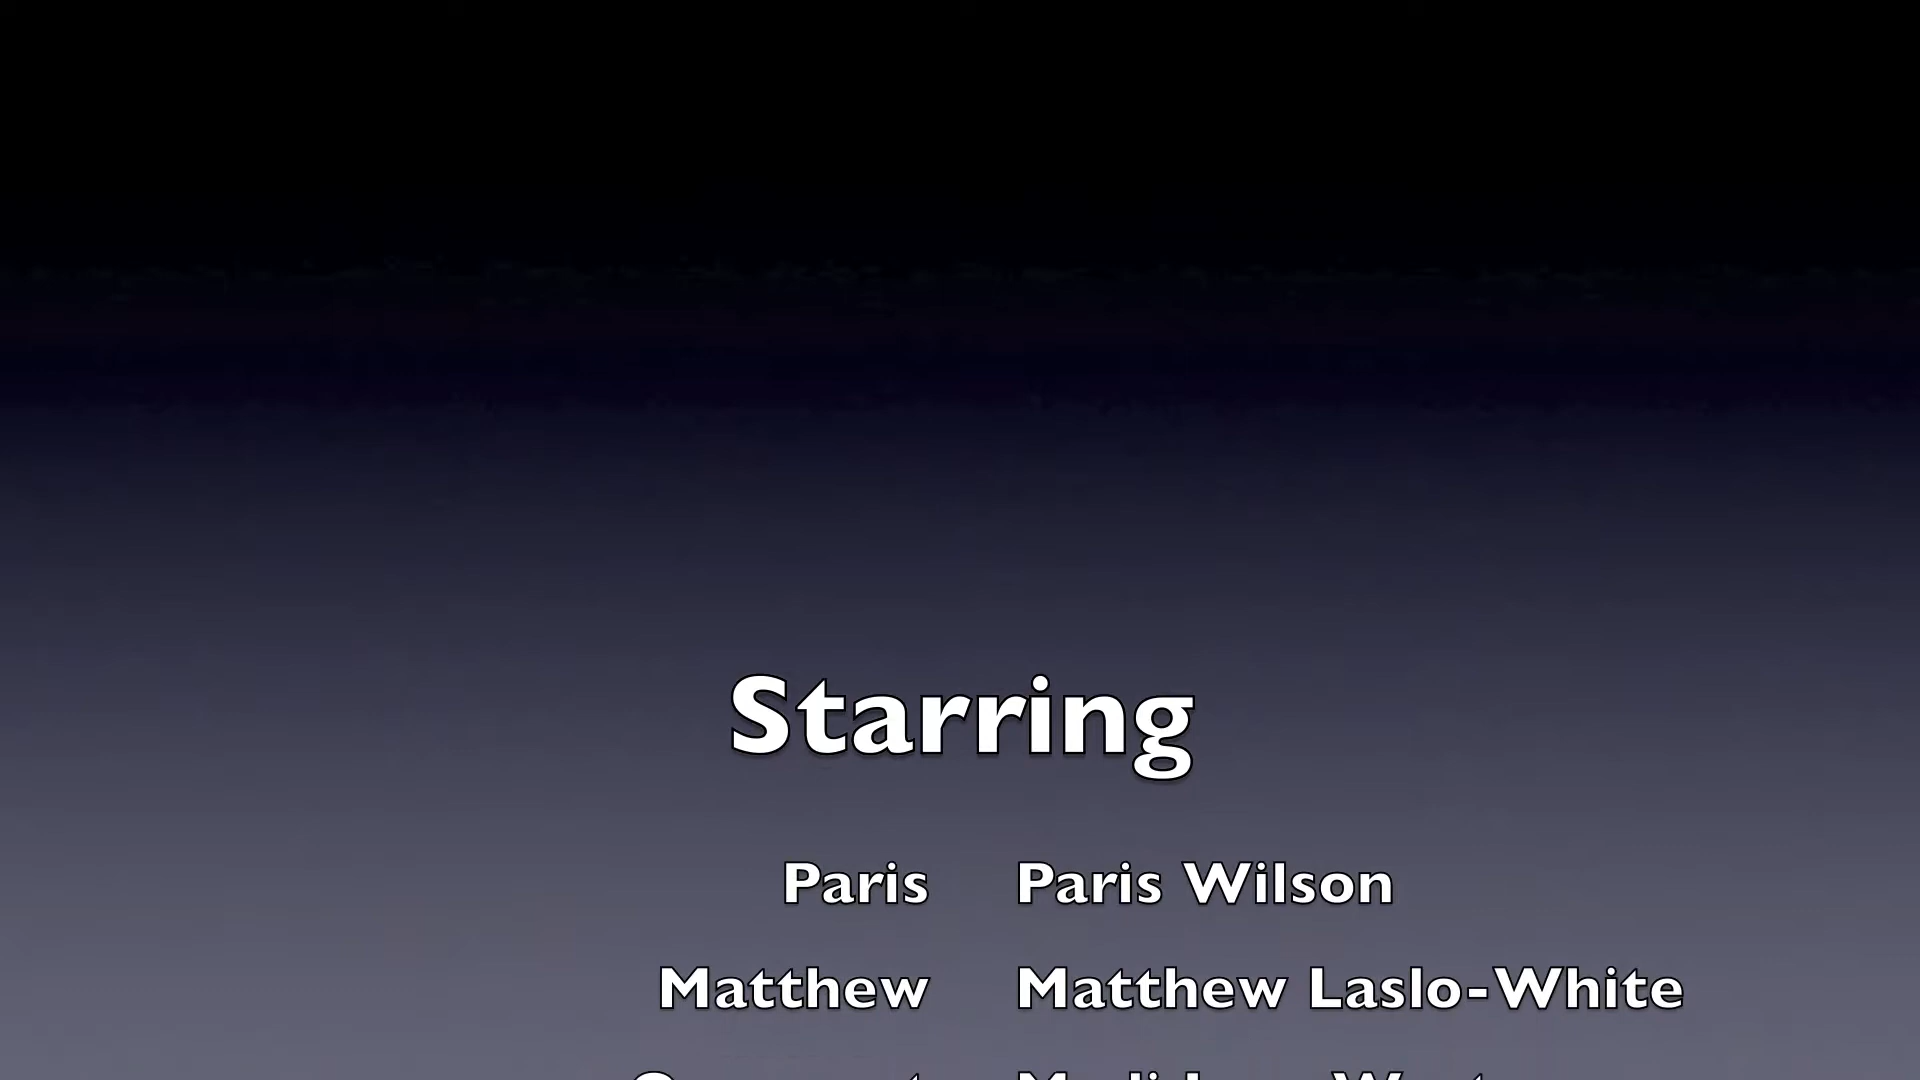 Starring
Paris Paris Wilson
Matthew Matthew Laslo-White